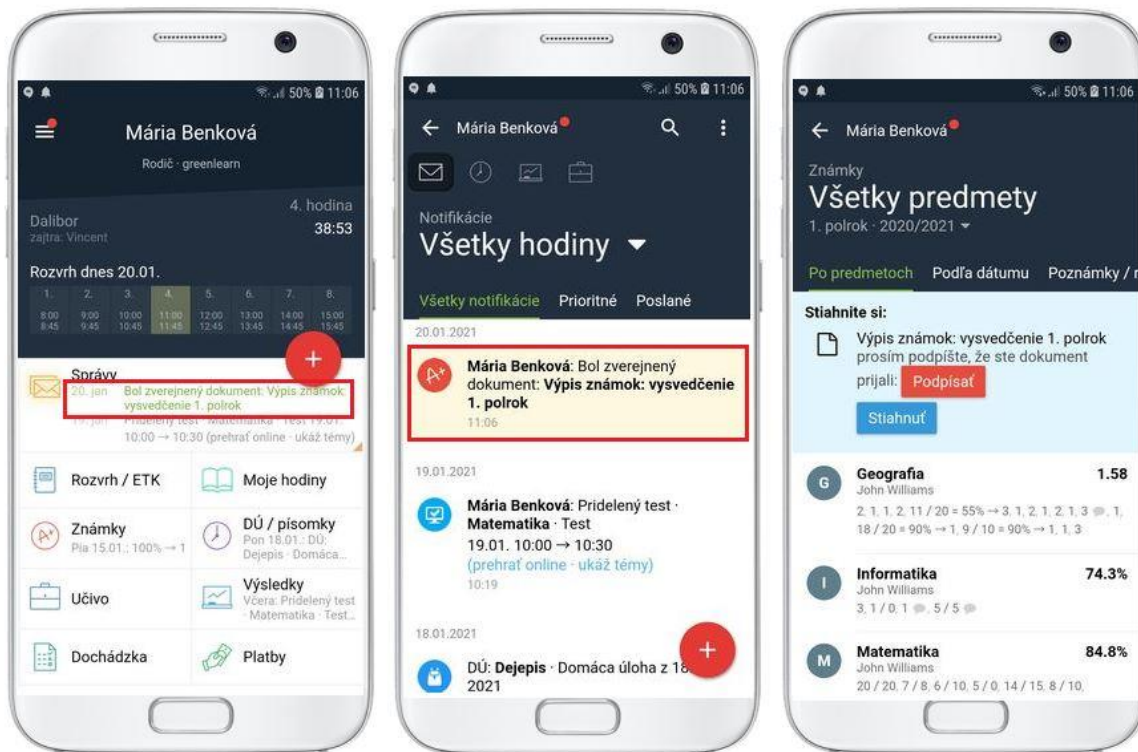 50% 11:06
Mária Benková
Rodič · greenlearn
Dalibor
zajtra: Vincent
4. hodina
38:53
Rozvrh dnes 20.01.
1. 2. 3. 4. 5. 6. 7. 8.
8:00 9:00 10:00 11:00 12:00 13:00 14:00 15:00
8:45 9:45 10:45 11:45 12:45 13:45 14:45 15:45
+
Správy
20. jan Bol zverejnený dokument: Výpis známok:
vysvedčenie 1. polrok
19. jan Pridelený test · Matematika · Test 19.01.
10:00 → 10:30 (prehrať online · ukáž témy)
Rozvrh / ETK
Moje hodiny
Známky
Pia 15.01.: 100% → 1
DÚ / písomky
Pon 18.01.: DÚ:
Dejepis · Domáca...
Učivo
Výsledky
Včera: Pridelený test
· Matematika · Test...
Dochádzka
Platby
50% 11:06
Mária Benková
Notifikácie
Všetky hodiny
Všetky notifikácie Prioritné Poslané
20.01.2021
A+
Mária Benková: Bol zverejnený
dokument: Výpis známok: vysvedčenie
1. polrok
11:06
19.01.2021
Mária Benková: Pridelený test ·
Matematika · Test
19.01. 10:00 → 10:30
(prehrať online · ukáž témy)
10:19
18.01.2021
+
DÚ: Dejepis · Domáca úloha z 18
2021
50% 11:06
Mária Benková
Známky
Všetky predmety
1. polrok · 2020/2021
Po predmetoch Podľa dátumu Poznámky / r
Stiahnite si:
Výpis známok: vysvedčenie 1. polrok
prosím podpíšte, že ste dokument
prijali: Podpísať
Stiahnuť
G
Geografia 1.58
John Williams
2, 1, 1, 2, 11 / 20 = 55% → 3, 1, 2, 1, 2, 1, 3 , 1,
18 / 20 = 90% → 1, 9 / 10 = 90% → 1, 1, 3
I
Informatika 74.3%
John Williams
3, 1 / 0, 1 , 5 / 5
M
Matematika 84.8%
John Williams
20 / 20, 7 / 8, 6 / 10, 5 / 0, 14 / 15, 8 / 10,